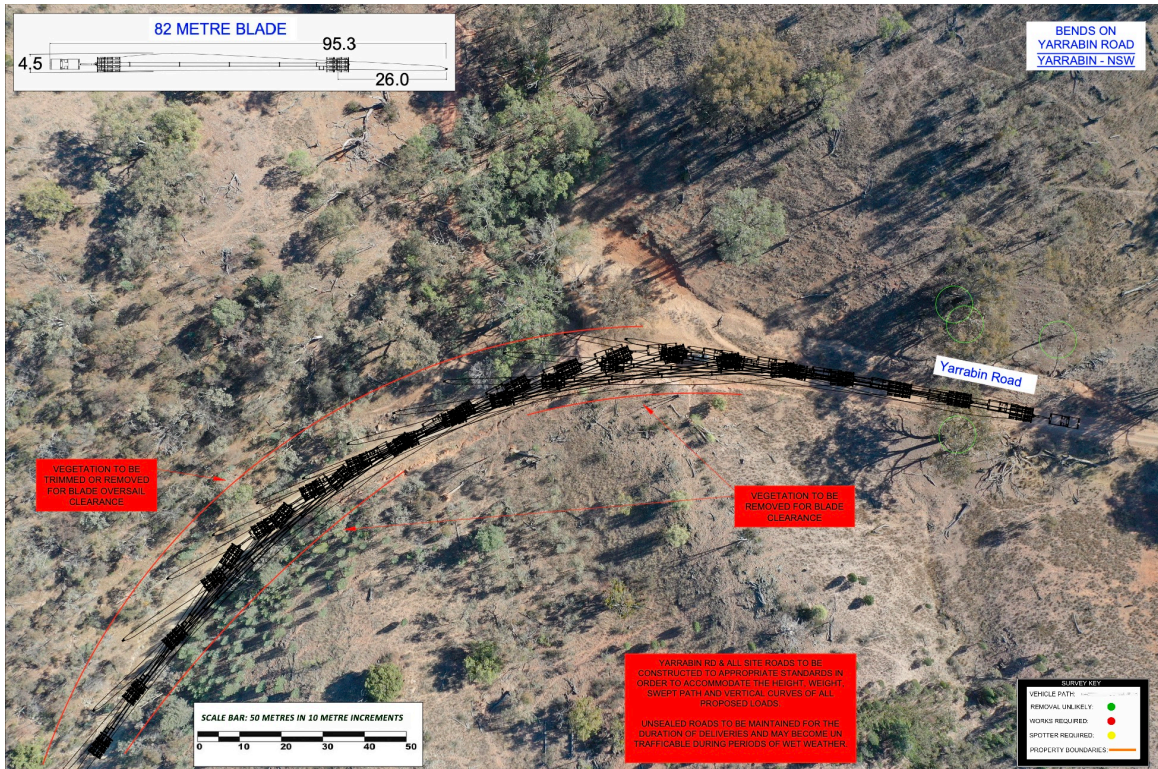 82 METRE BLADE
95.3
4.5
26.0
BENDS ON
YARRABIN ROAD
YARRABIN - NSW
Yarrabin Road
VEGETATION TO BE
TRIMMED OR REMOVED
FOR BLADE OVERSAIL
CLEARANCE
VEGETATION TO BE
REMOVED FOR BLADE
CLEARANCE
YARRABIN RD & ALL SITE ROADS TO BE
CONSTRUCTED TO APPROPRIATE STANDARDS IN
ORDER TO ACCOMMODATE THE HEIGHT, WEIGHT,
SWEPT PATH AND VERTICAL CURVES OF ALL
PROPOSED LOADS.
UNSEALED ROADS TO BE MAINTAINED FOR THE
DURATION OF DELIVERIES AND MAY BECOME UN
TRAFFICABLE DURING PERIODS OF WET WEATHER.
SCALE BAR: 50 METRES IN 10 METRE INCREMENTS
0 10 20 30 40 50
SURVEY KEY
VEHICLE PATH:
REMOVAL UNLIKELY:
WORKS REQUIRED:
SPOTTER REQUIRED:
PROPERTY BOUNDARIES: